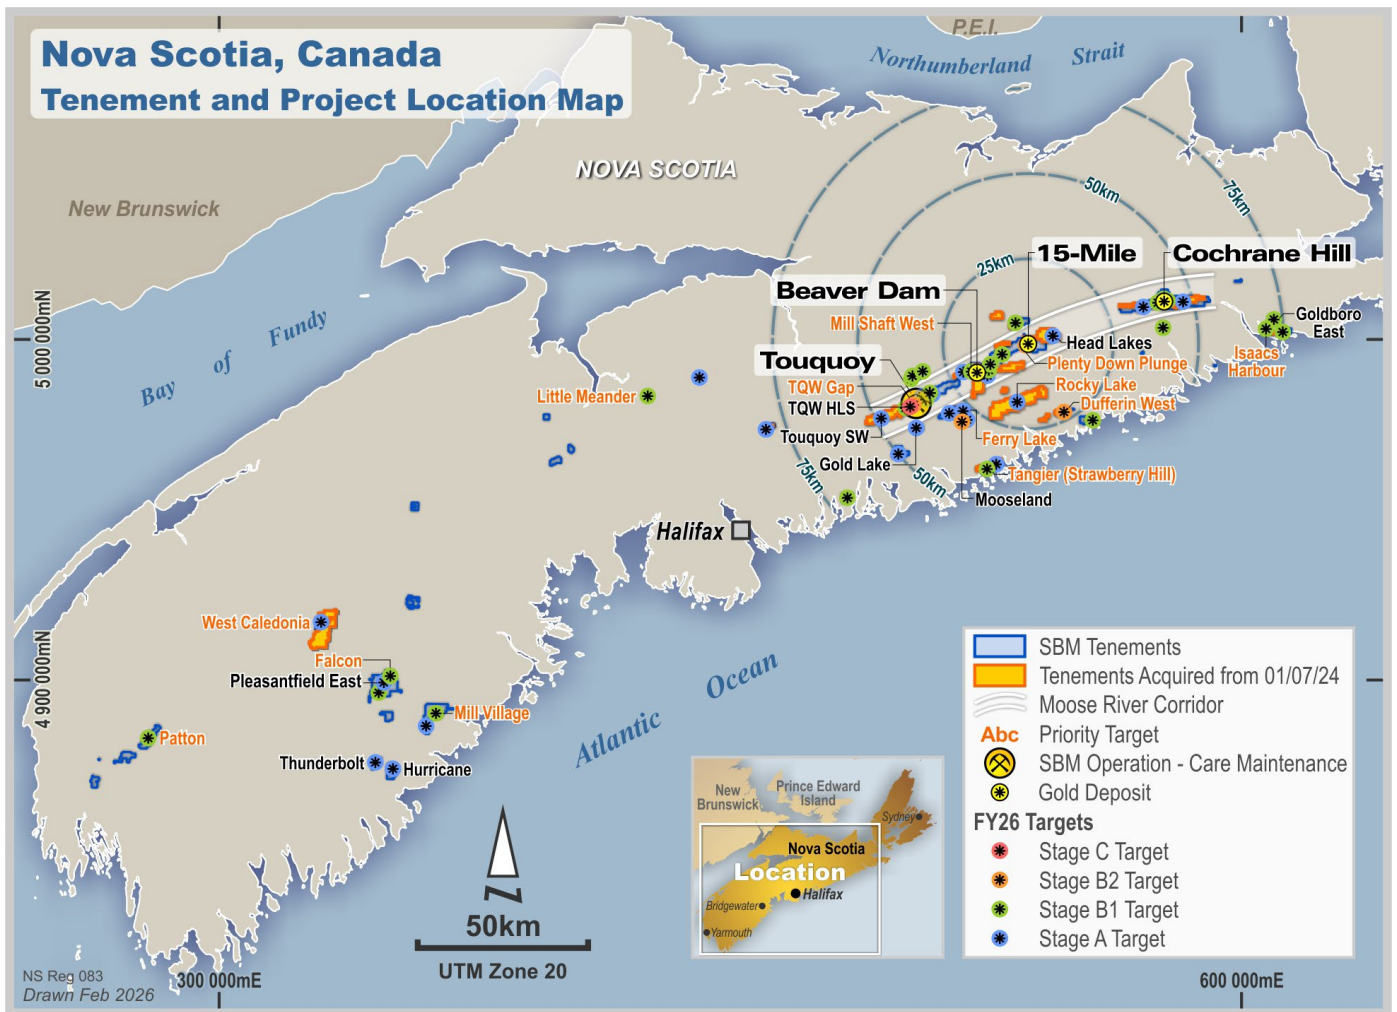 Nova Scotia, Canada
Tenement and Project Location Map
P.E.I.
Northumberland Strait
NOVA SCOTIA
New Brunswick
50km
75km
25km
15-Mile
Cochrane Hill
Beaver Dam
Mill Shaft West
Goldboro
East
Head Lakes
Isaacs
Harbour
Touquoy
Plenty Down Plunge
TQW Gap
Rocky Lake
Little Meander
TQW HLS
Dufferin West
Touquoy SW
Ferry Lake
Gold Lake
75km
50km
Tangier (Strawberry Hill)
Mooseland
Bay of Fundy
5 000 000mN
Halifax
West Caledonia
Falcon
Pleasantfield East
Mill Village
Patton
Thunderbolt
Hurricane
4 900 000mN
Atlantic Ocean
SBM Tenements
Tenements Acquired from 01/07/24
Moose River Corridor
Abc Priority Target
SBM Operation - Care Maintenance
Gold Deposit
FY26 Targets
Stage C Target
Stage B2 Target
Stage B1 Target
Stage A Target
New
Brunswick
Prince Edward
Island
Sydney
Nova Scotia
Location
Halifax
Bridgewater
Yarmouth
N
50km
UTM Zone 20
NS Reg 083
Drawn Feb 2026
300 000mE
600 000mE